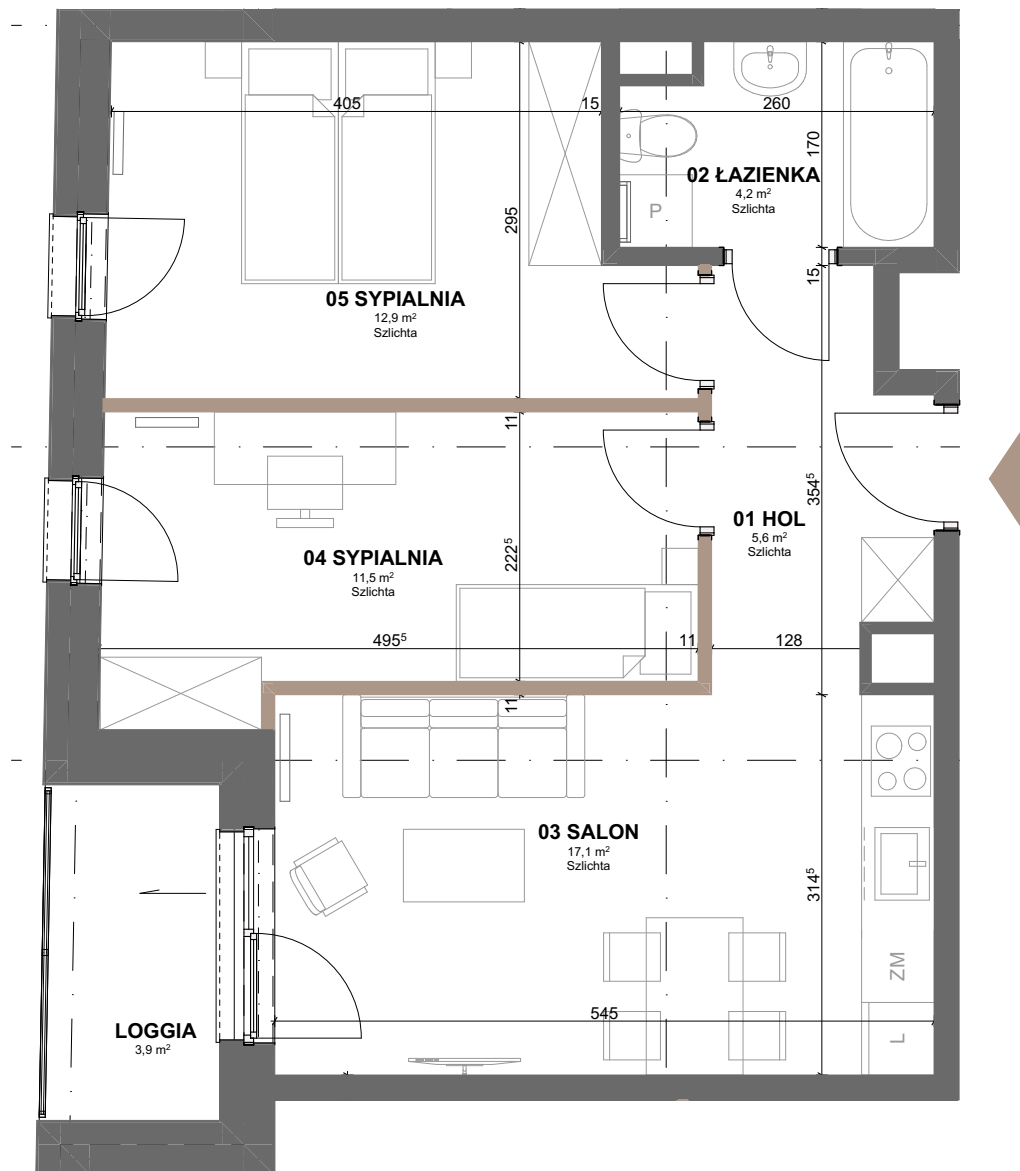 405
15
260
170
02 ŁAZIENKA
4,2 m²
Szlichta
P
295
15
05 SYPIALNIA
12,9 m²
Szlichta
11
354⁵
01 HOL
5,6 m²
Szlichta
04 SYPIALNIA
11,5 m²
Szlichta
222⁵
495⁵
11
128
11
03 SALON
17,1 m²
Szlichta
314⁵
ZM
L
545
LOGGIA
3,9 m²